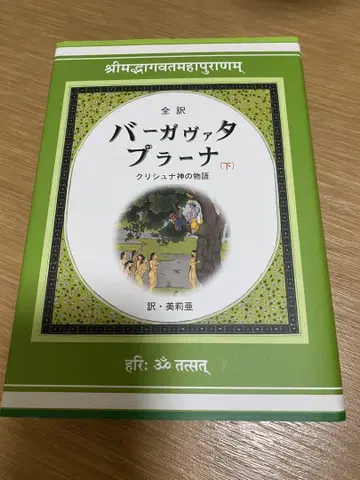 श्रीमद्भागवतमहापुराणम्
全訳
バーガヴァタ
プラーナ(下)
クリシュナ神の物語
訳・美莉亜
हरिः ॐ तत्सत्